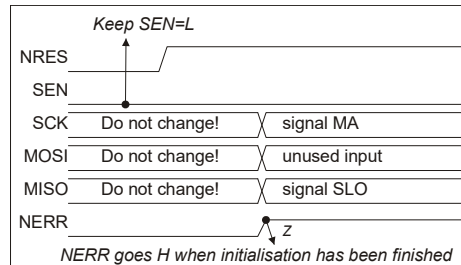 Keep SEN=L
NRES
SEN
SCK Do not change! signal MA
MOSI Do not change! unused input
MISO Do not change! signal SLO
NERR
Z
NERR goes H when initialisation has been finished